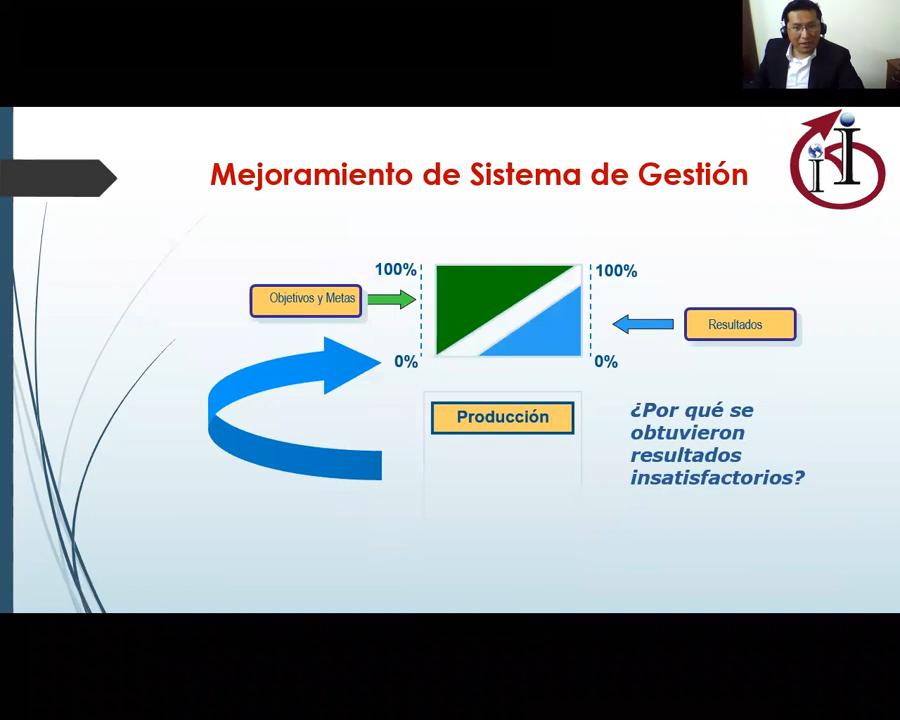 Mejoramiento de Sistema de Gestión
100%
100%
Objetivos y Metas
Resultados
0%
0%
Producción
¿Por qué se
obtuvieron
resultados
insatisfactorios?